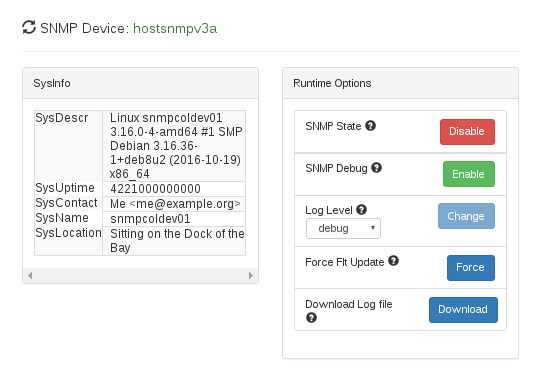 SNMP Device: hostsnmpv3a
SysInfo
SysDescr Linux snmpcoldev01
3.16.0-4-amd64 #1 SMP
Debian 3.16.36-
1+deb8u2 (2016-10-19)
x86_64
SysUptime 4221000000000
SysContact Me <me@example.org>
SysName snmpcoldev01
SysLocation Sitting on the Dock of the
Bay
Runtime Options
SNMP State Disable
SNMP Debug Enable
Log Level Change
debug
Force Flt Update Force
Download Log file Download